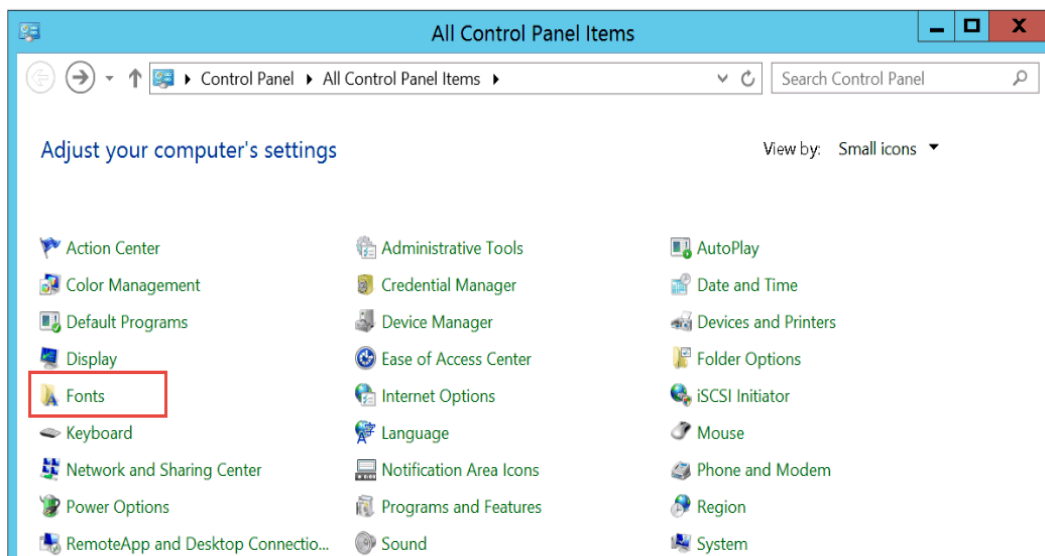 All Control Panel Items
Control Panel All Control Panel Items Search Control Panel
Adjust your computer's settings View by: Small icons
Action Center Administrative Tools AutoPlay
Color Management Credential Manager Date and Time
Default Programs Device Manager Devices and Printers
Display Ease of Access Center Folder Options
Fonts Internet Options iSCSI Initiator
Keyboard Language Mouse
Network and Sharing Center Notification Area Icons Phone and Modem
Power Options Programs and Features Region
RemoteApp and Desktop Connectio... Sound System